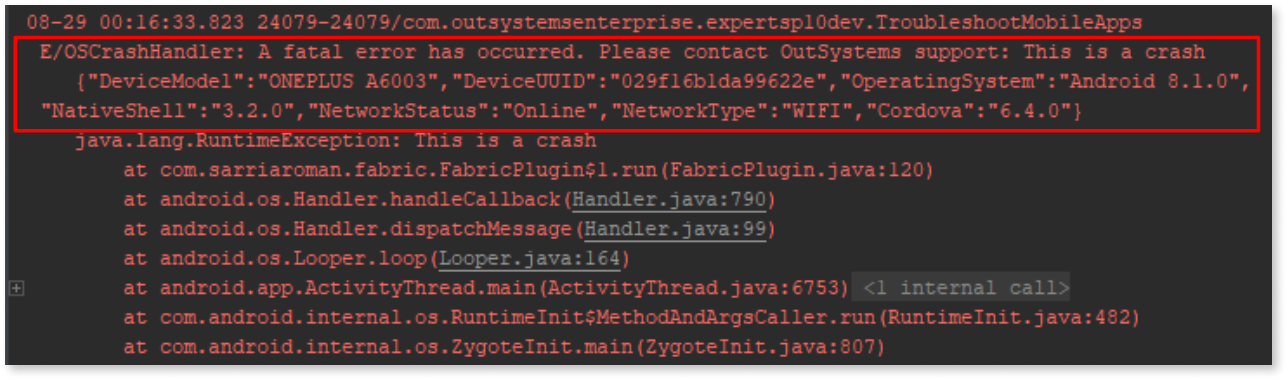 08-29 00:16:33.823 24079-24079/com.outsystemsenterprise.expertsp10dev.TroubleshootMobileApps
E/OSCrashHandler: A fatal error has occurred. Please contact OutSystems support: This is a crash
{"DeviceModel":"ONEPLUS A6003","DeviceUUID":"029f16b1da99622e","OperatingSystem":"Android 8.1.0",
"NativeShell":"3.2.0","NetworkStatus":"Online","NetworkType":"WIFI","Cordova":"6.4.0"}
java.lang.RuntimeException: This is a crash
at com.sarriaroman.fabric.FabricPlugin$1.run(FabricPlugin.java:120)
at android.os.Handler.handleCallback(Handler.java:790)
at android.os.Handler.dispatchMessage(Handler.java:99)
at android.os.Looper.loop(Looper.java:164)
at android.app.ActivityThread.main(ActivityThread.java:6753) <1 internal call>
at com.android.internal.os.RuntimeInit$MethodAndArgsCaller.run(RuntimeInit.java:482)
at com.android.internal.os.ZygoteInit.main(ZygoteInit.java:807)